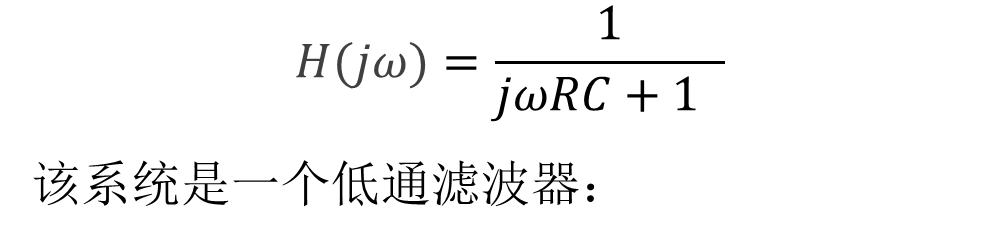 H(jω) = 1 / (jωRC + 1)
该系统是一个低通滤波器：